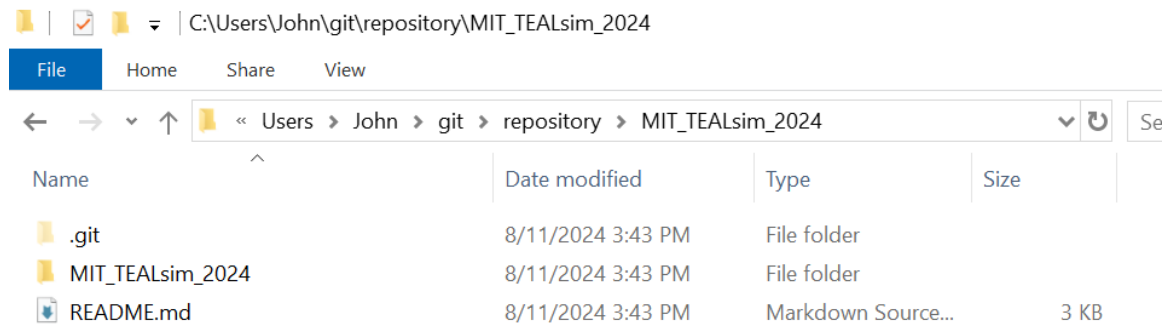 C:\Users\John\git\repository\MIT_TEALsim_2024
File Home Share View
« Users > John > git > repository > MIT_TEALsim_2024 Se
Name Date modified Type Size
.git 8/11/2024 3:43 PM File folder
MIT_TEALsim_2024 8/11/2024 3:43 PM File folder
README.md 8/11/2024 3:43 PM Markdown Source... 3 KB